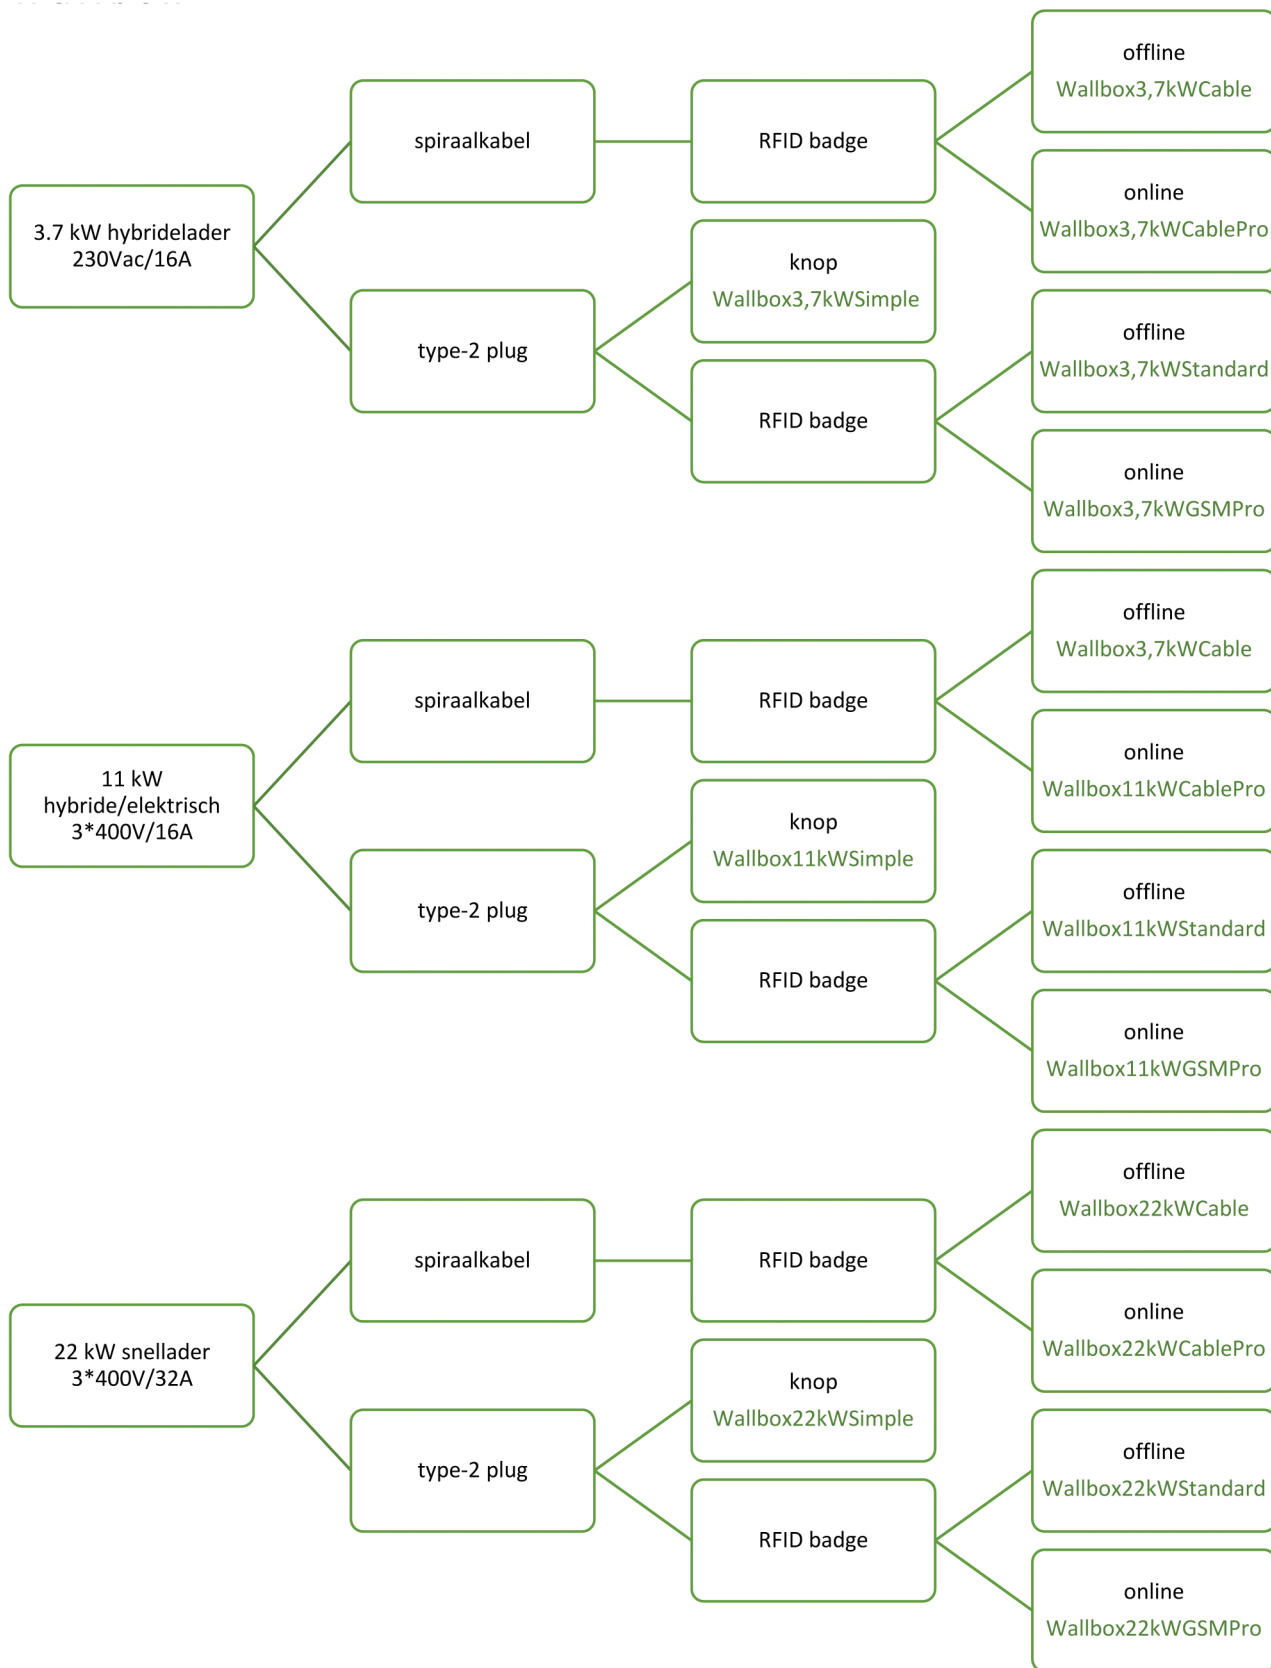 3.7 kW hybridelader
230Vac/16A
spiraalkabel
RFID badge
offline
Wallbox3,7kWCable
online
Wallbox3,7kWCablePro
type-2 plug
knop
Wallbox3,7kWSimple
RFID badge
offline
Wallbox3,7kWStandard
online
Wallbox3,7kWGSMPro
11 kW
hybride/elektrisch
3*400V/16A
spiraalkabel
RFID badge
offline
Wallbox3,7kWCable
online
Wallbox11kWCablePro
type-2 plug
knop
Wallbox11kWSimple
RFID badge
offline
Wallbox11kWStandard
online
Wallbox11kWGSMPro
22 kW snellader
3*400V/32A
spiraalkabel
RFID badge
offline
Wallbox22kWCable
online
Wallbox22kWCablePro
type-2 plug
knop
Wallbox22kWSimple
RFID badge
offline
Wallbox22kWStandard
online
Wallbox22kWGSMPro